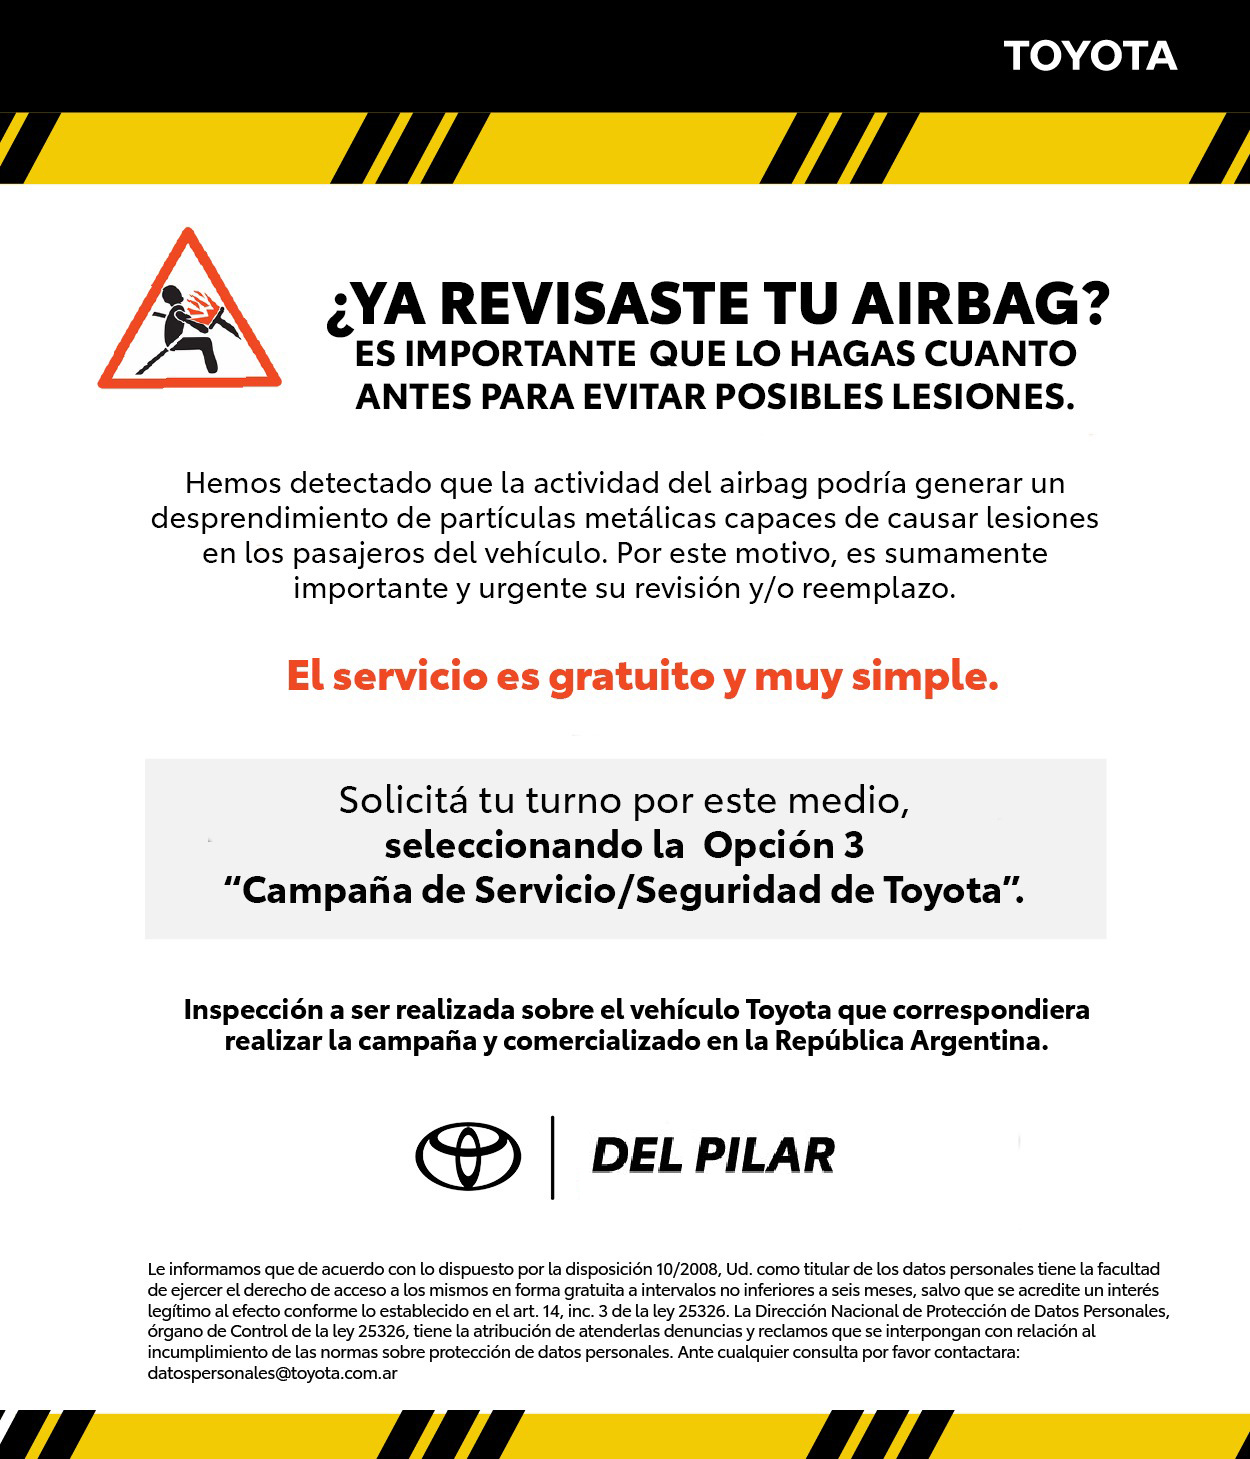 TOYOTA
¿YA REVISASTE TU AIRBAG?
ES IMPORTANTE QUE LO HAGAS CUANTO
ANTES PARA EVITAR POSIBLES LESIONES.
Hemos detectado que la actividad del airbag podría generar un
desprendimiento de partículas metálicas capaces de causar lesiones
en los pasajeros del vehículo. Por este motivo, es sumamente
importante y urgente su revisión y/o reemplazo.
El servicio es gratuito y muy simple.
Solicitá tu turno por este medio,
seleccionando la Opción 3
“Campaña de Servicio/Seguridad de Toyota”.
Inspección a ser realizada sobre el vehículo Toyota que correspondiera
realizar la campaña y comercializado en la República Argentina.
DEL PILAR
Le informamos que de acuerdo con lo dispuesto por la disposición 10/2008, Ud. como titular de los datos personales tiene la facultad
de ejercer el derecho de acceso a los mismos en forma gratuita a intervalos no inferiores a seis meses, salvo que se acredite un interés
legítimo al efecto conforme lo establecido en el art. 14, inc. 3 de la ley 25326. La Dirección Nacional de Protección de Datos Personales,
órgano de Control de la ley 25326, tiene la atribución de atenderlas denuncias y reclamos que se interpongan con relación al
incumplimiento de las normas sobre protección de datos personales. Ante cualquier consulta por favor contactara:
datospersonales@toyota.com.ar